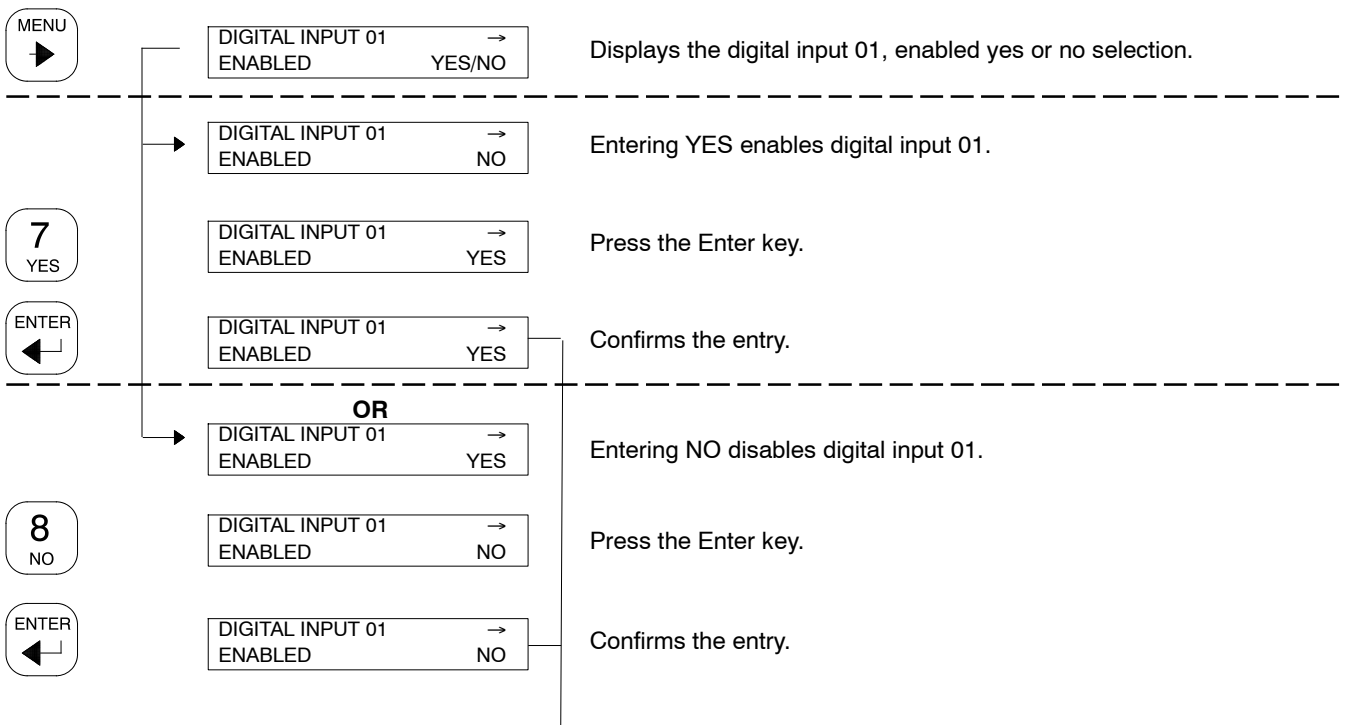 MENU
DIGITAL INPUT 01 →
ENABLED YES/NO
Displays the digital input 01, enabled yes or no selection.
DIGITAL INPUT 01 →
ENABLED NO
Entering YES enables digital input 01.
7
YES
DIGITAL INPUT 01 →
ENABLED YES
Press the Enter key.
ENTER
DIGITAL INPUT 01 →
ENABLED YES
Confirms the entry.
OR
DIGITAL INPUT 01 →
ENABLED YES
Entering NO disables digital input 01.
8
NO
DIGITAL INPUT 01 →
ENABLED NO
Press the Enter key.
ENTER
DIGITAL INPUT 01 →
ENABLED NO
Confirms the entry.